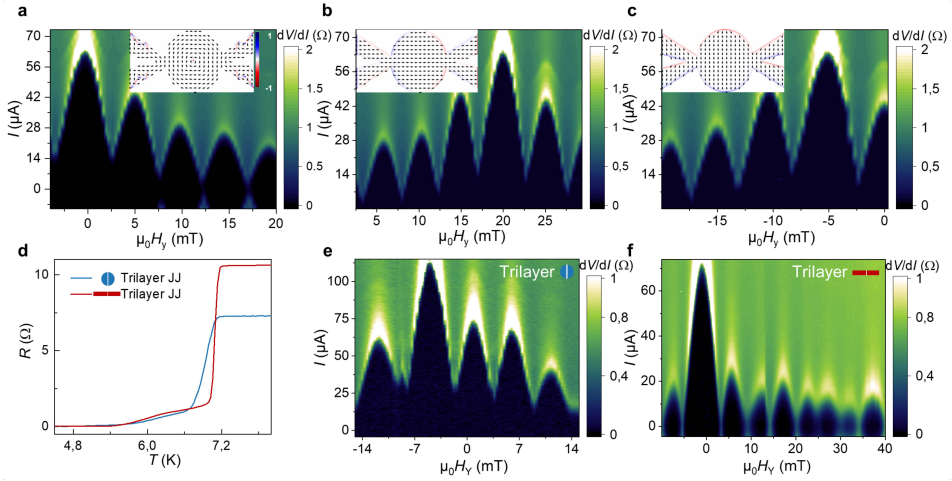 a
dV/dI (Ω)
I (µA)
70
56
42
28
14
0
1
-1
2
1,5
1
0,5
0
0
5
10
15
20
µ₀Hy (mT)
b
dV/dI (Ω)
I (µA)
70
56
42
28
14
2
1,5
1
0,5
0
5
10
15
20
25
µ₀Hy (mT)
c
dV/dI (Ω)
I (µA)
70
56
42
28
14
2
1,5
1
0,5
0
-15
-10
-5
0
µ₀Hy (mT)
d
R (Ω)
10
5
0
Trilayer JJ
Trilayer JJ
4,8
6,0
7,2
T (K)
e
dV/dI (Ω)
Trilayer
I (µA)
100
75
50
25
0
1
0,8
0,4
0
-14
-7
0
7
14
µ₀HY (mT)
f
dV/dI (Ω)
Trilayer
I (µA)
60
40
20
0
1
0,8
0,4
0
0
10
20
30
40
µ₀HY (mT)